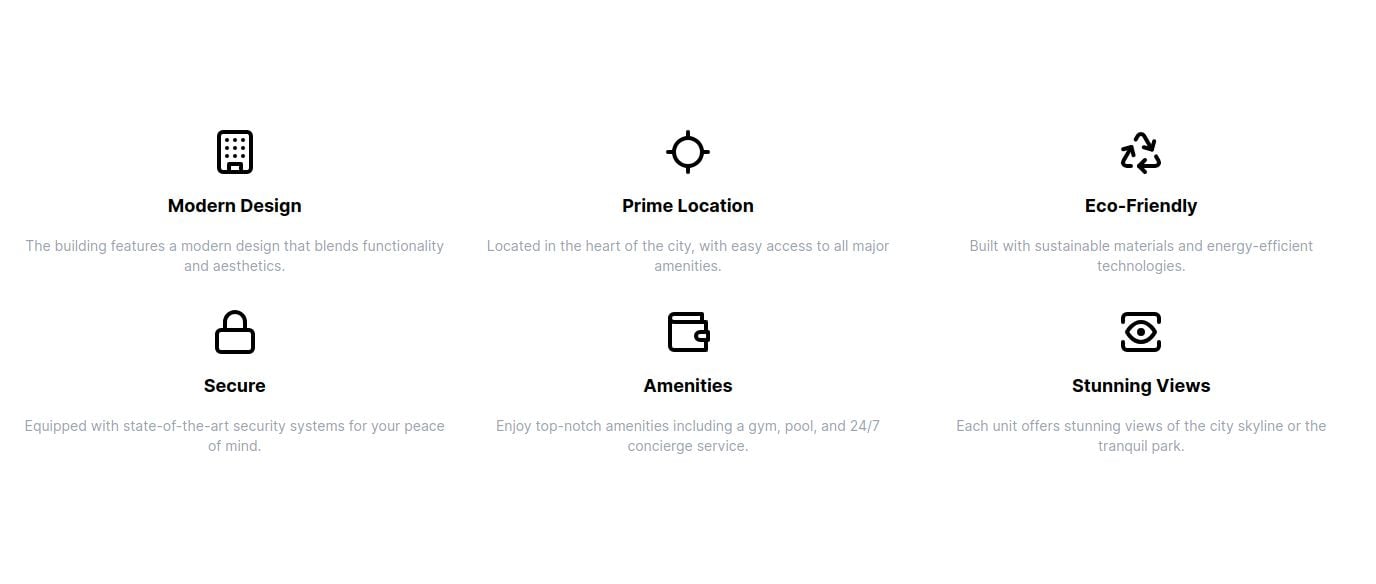 Modern Design
The building features a modern design that blends functionality
and aesthetics.
Prime Location
Located in the heart of the city, with easy access to all major
amenities.
Eco-Friendly
Built with sustainable materials and energy-efficient
technologies.
Secure
Equipped with state-of-the-art security systems for your peace
of mind.
Amenities
Enjoy top-notch amenities including a gym, pool, and 24/7
concierge service.
Stunning Views
Each unit offers stunning views of the city skyline or the
tranquil park.